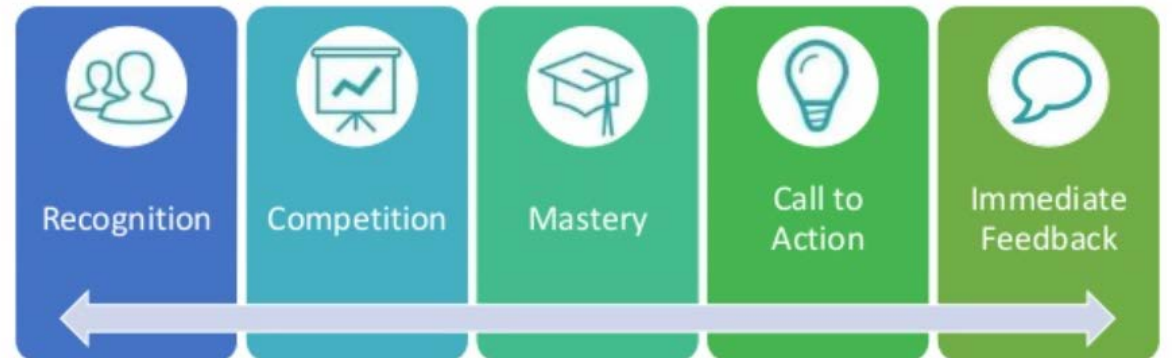 Recognition
Competition
Mastery
Call to
Action
Immediate
Feedback